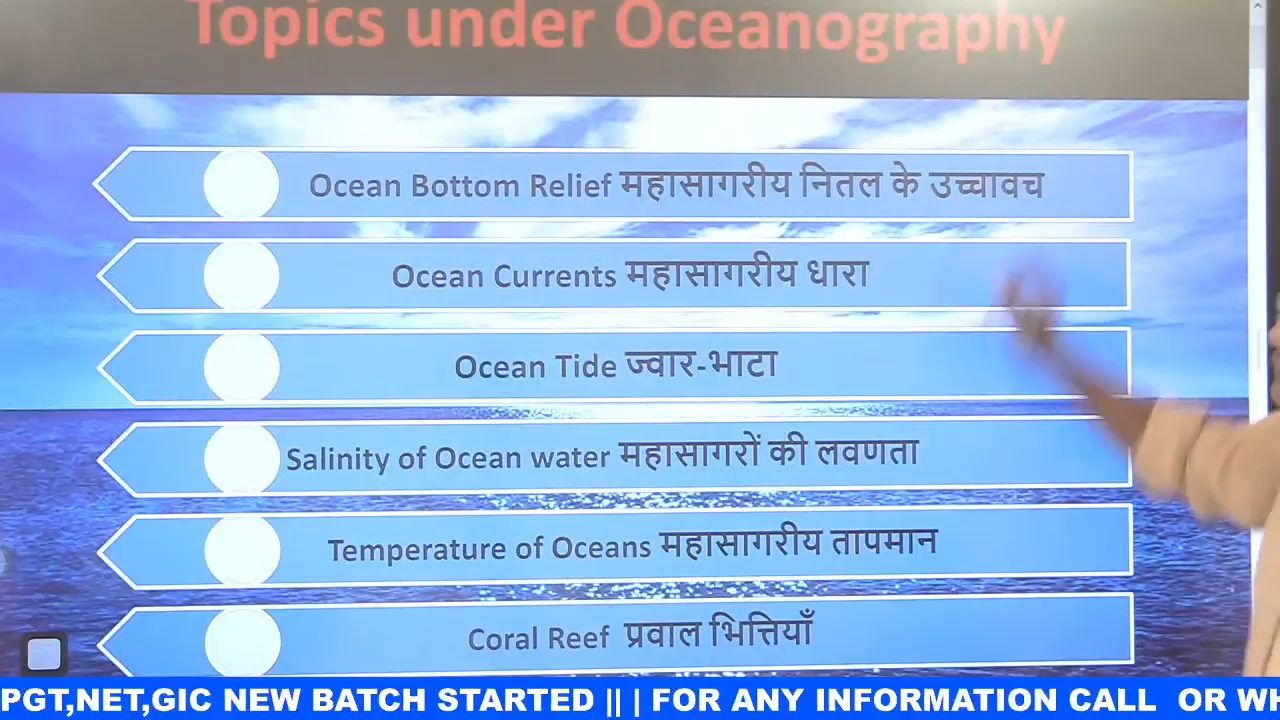 Topics under Oceanography
Ocean Bottom Relief महासागरीय नितल के उच्चावच
Ocean Currents महासागरीय धारा
Ocean Tide ज्वार-भाटा
Salinity of Ocean water महासागरों की लवणता
Temperature of Oceans महासागरीय तापमान
Coral Reef प्रवाल भित्तियाँ
PGT,NET,GIC NEW BATCH STARTED || | FOR ANY INFORMATION CALL OR